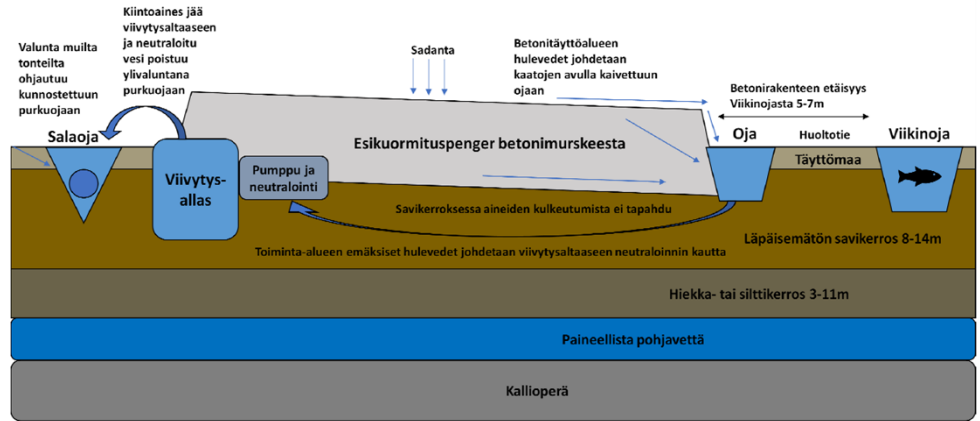 Valunta muilta
tonteilta
ohjautuu
kunnostettuun
purkuojaan
Kiintoaines jää
viivytysaltaaseen
ja neutraloitu
vesi poistuu
ylivaluntana
purkuojaan
Sadanta
Betonitäyttöalueen
hulevedet johdetaan
kaatojen avulla kaivettuun
ojaan
Betonirakenteen etäisyys
Viikinojasta 5-7m
Salaoja
Viivytys-
allas
Pumppu ja
neutralointi
Esikuormituspenger betonimurskeesta
Oja
Huoltotie
Viikinoja
Täyttömaa
Savikerroksessa aineiden kulkeutumista ei tapahdu
Läpäisemätön savikerros 8-14m
Toiminta-alueen emäksiset hulevedet johdetaan viivytysaltaaseen neutraloinnin kautta
Hiekka- tai silttikerros 3-11m
Paineellista pohjavettä
Kallioperä